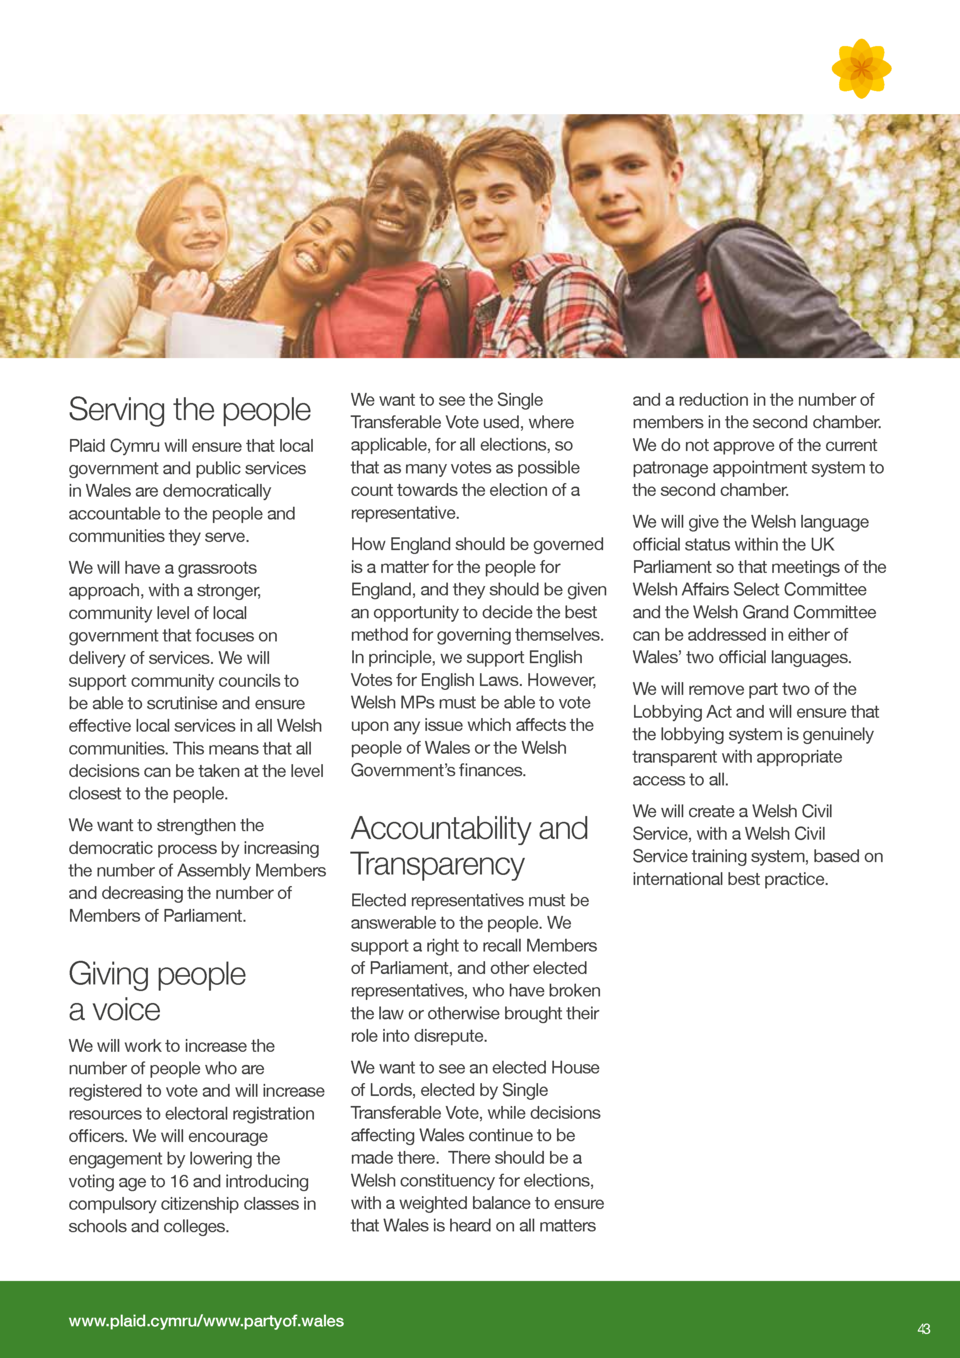 Serving the people
Plaid Cymru will ensure that local
government and public services
in Wales are democratically
accountable to the people and
communities they serve.
We will have a grassroots
approach, with a stronger,
community level of local
government that focuses on
delivery of services. We will
support community councils to
be able to scrutinise and ensure
effective local services in all Welsh
communities. This means that all
decisions can be taken at the level
closest to the people.
We want to strengthen the
democratic process by increasing
the number of Assembly Members
and decreasing the number of
Members of Parliament.
Giving people
a voice
We will work to increase the
number of people who are
registered to vote and will increase
resources to electoral registration
officers. We will encourage
engagement by lowering the
voting age to 16 and introducing
compulsory citizenship classes in
schools and colleges.
We want to see the Single
Transferable Vote used, where
applicable, for all elections, so
that as many votes as possible
count towards the election of a
representative.
How England should be governed
is a matter for the people for
England, and they should be given
an opportunity to decide the best
method for governing themselves.
In principle, we support English
Votes for English Laws. However,
Welsh MPs must be able to vote
upon any issue which affects the
people of Wales or the Welsh
Government's finances.
Accountability and
Transparency
Elected representatives must be
answerable to the people. We
support a right to recall Members
of Parliament, and other elected
representatives, who have broken
the law or otherwise brought their
role into disrepute.
We want to see an elected House
of Lords, elected by Single
Transferable Vote, while decisions
affecting Wales continue to be
made there.  There should be a
Welsh constituency for elections,
with a weighted balance to ensure
that Wales is heard on all matters
and a reduction in the number of
members in the second chamber.
We do not approve of the current
patronage appointment system to
the second chamber.
We will give the Welsh language
official status within the UK
Parliament so that meetings of the
Welsh Affairs Select Committee
and the Welsh Grand Committee
can be addressed in either of
Wales' two official languages.
We will remove part two of the
Lobbying Act and will ensure that
the lobbying system is genuinely
transparent with appropriate
access to all.
We will create a Welsh Civil
Service, with a Welsh Civil
Service training system, based on
international best practice.
www.plaid.cymru/www.partyof.wales
43